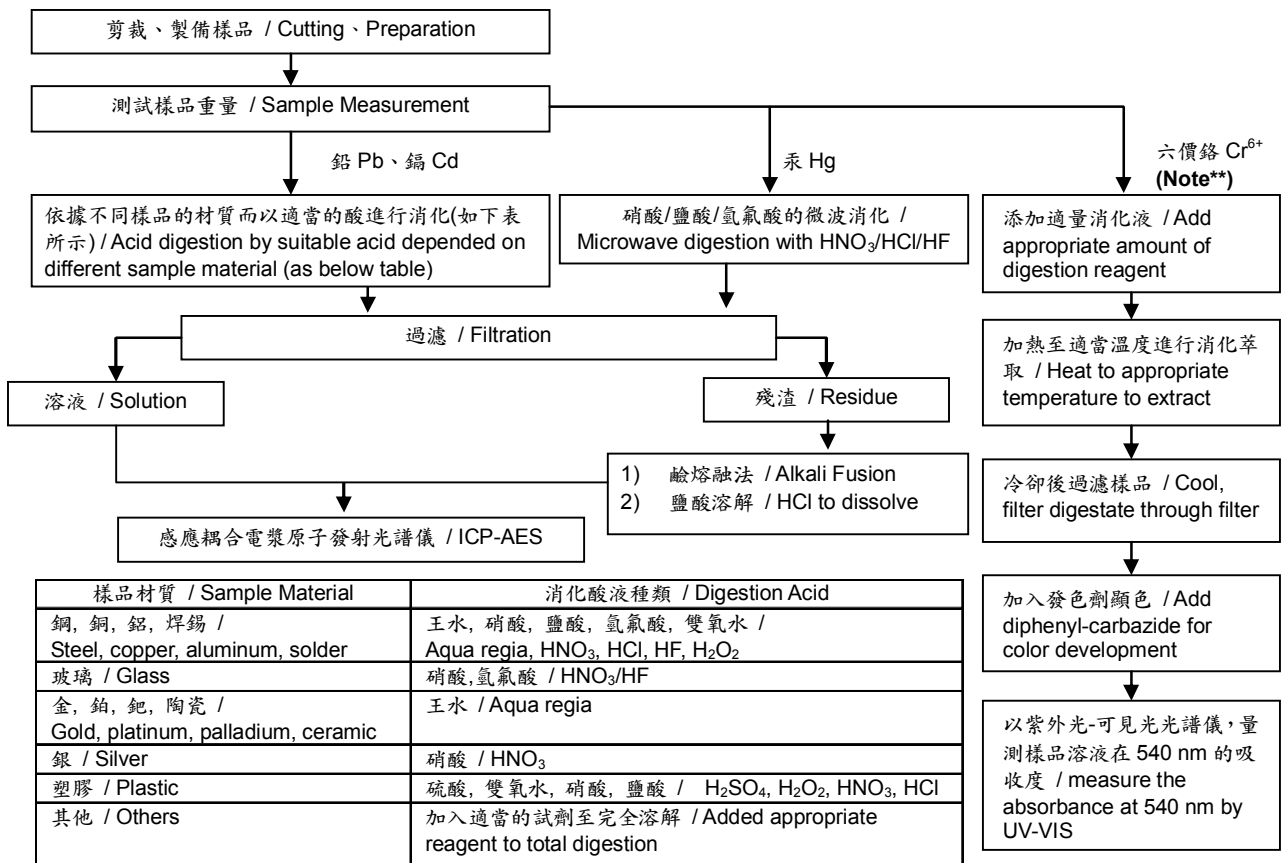 剪裁、製備樣品 / Cutting、Preparation
測試樣品重量 / Sample Measurement
鉛 Pb、鎘 Cd
汞 Hg
六價鉻 Cr⁶⁺
(Note**)
依據不同樣品的材質而以適當的酸進行消化(如下表
所示) / Acid digestion by suitable acid depended on
different sample material (as below table)
硝酸/鹽酸/氫氟酸的微波消化 /
Microwave digestion with HNO₃/HCl/HF
添加適量消化液 / Add
appropriate amount of
digestion reagent
過濾 / Filtration
加熱至適當溫度進行消化萃
取 / Heat to appropriate
temperature to extract
溶液 / Solution
殘渣 / Residue
1) 鹼熔融法 / Alkali Fusion
2) 鹽酸溶解 / HCl to dissolve
冷卻後過濾樣品 / Cool,
filter digestate through filter
感應耦合電漿原子發射光譜儀 / ICP-AES
加入發色劑顯色 / Add
diphenyl-carbazide for
color development
以紫外光-可見光光譜儀,量
測樣品溶液在 540 nm 的吸
收度 / measure the
absorbance at 540 nm by
UV-VIS
樣品材質 / Sample Material 消化酸液種類 / Digestion Acid
鋼, 銅, 鋁, 焊錫 / 王水, 硝酸, 鹽酸, 氫氟酸, 雙氧水 /
Steel, copper, aluminum, solder Aqua regia, HNO₃, HCl, HF, H₂O₂
玻璃 / Glass 硝酸,氫氟酸 / HNO₃/HF
金, 鉑, 鈀, 陶瓷 / 王水 / Aqua regia
Gold, platinum, palladium, ceramic
銀 / Silver 硝酸 / HNO₃
塑膠 / Plastic 硫酸, 雙氧水, 硝酸, 鹽酸 / H₂SO₄, H₂O₂, HNO₃, HCl
其他 / Others 加入適當的試劑至完全溶解 / Added appropriate
reagent to total digestion